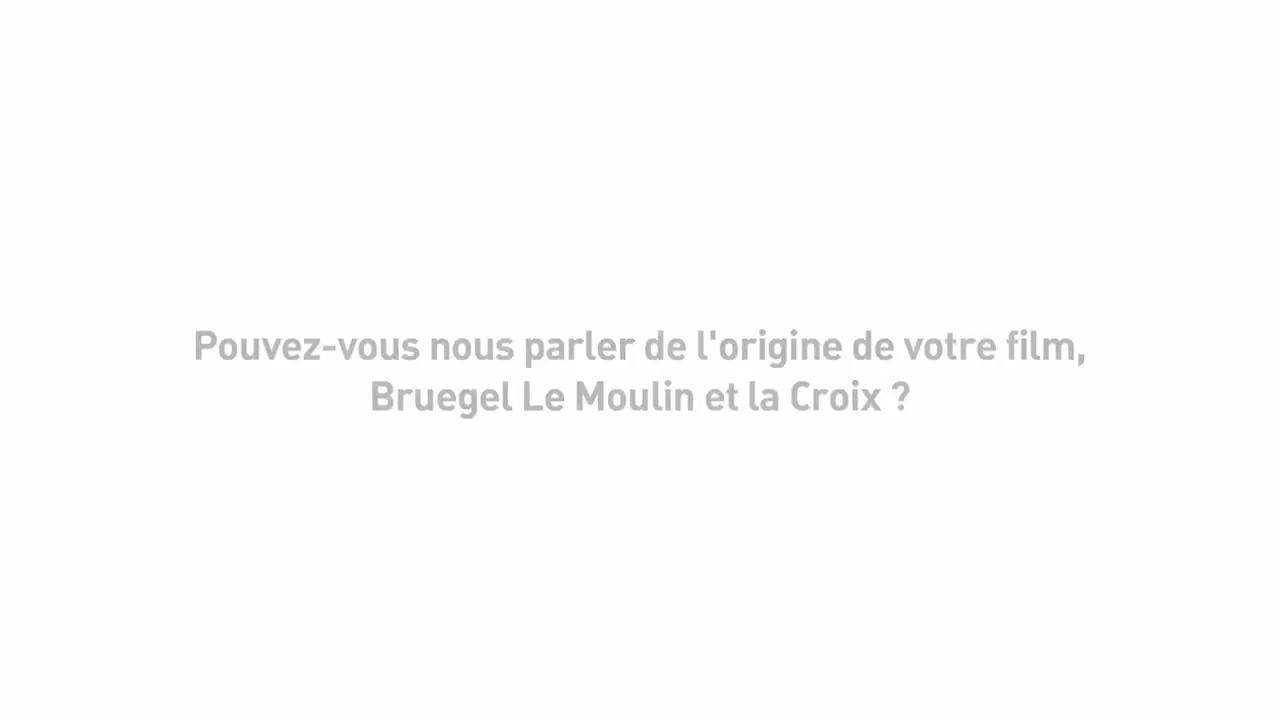 Pouvez-vous nous parler de l'origine de votre film,
Bruegel Le Moulin et la Croix ?